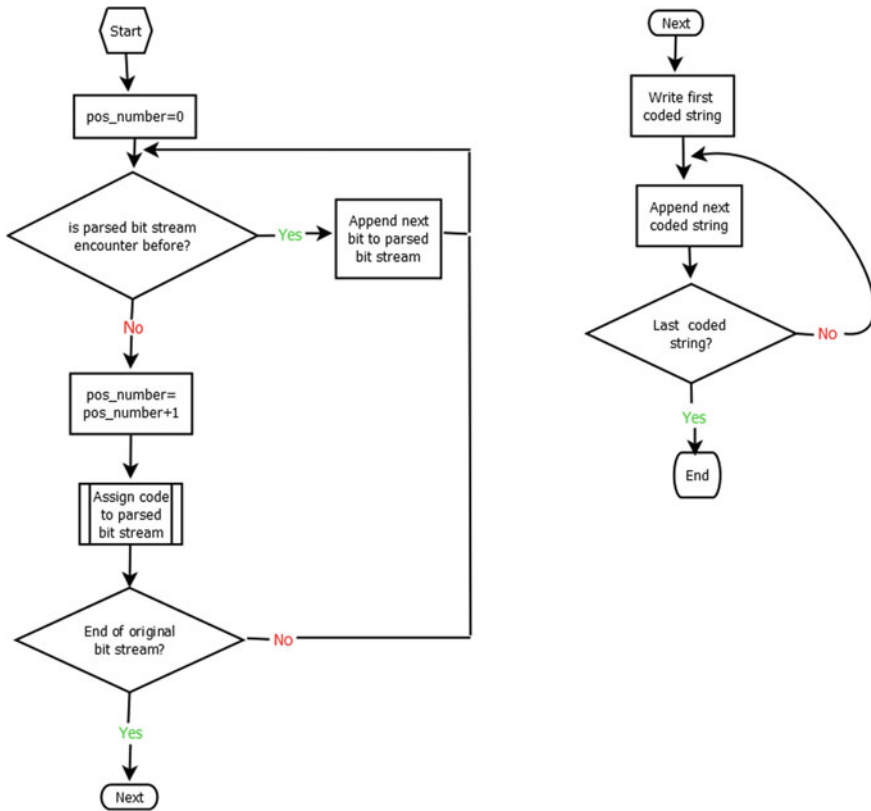 Start
pos_number=0
is parsed bit stream
encounter before?
Yes
Append next
bit to parsed
bit stream
No
pos_number=
pos_number+1
Assign code
to parsed
bit stream
End of original
bit stream?
No
Yes
Next
Next
Write first
coded string
Append next
coded string
Last coded
string?
No
Yes
End